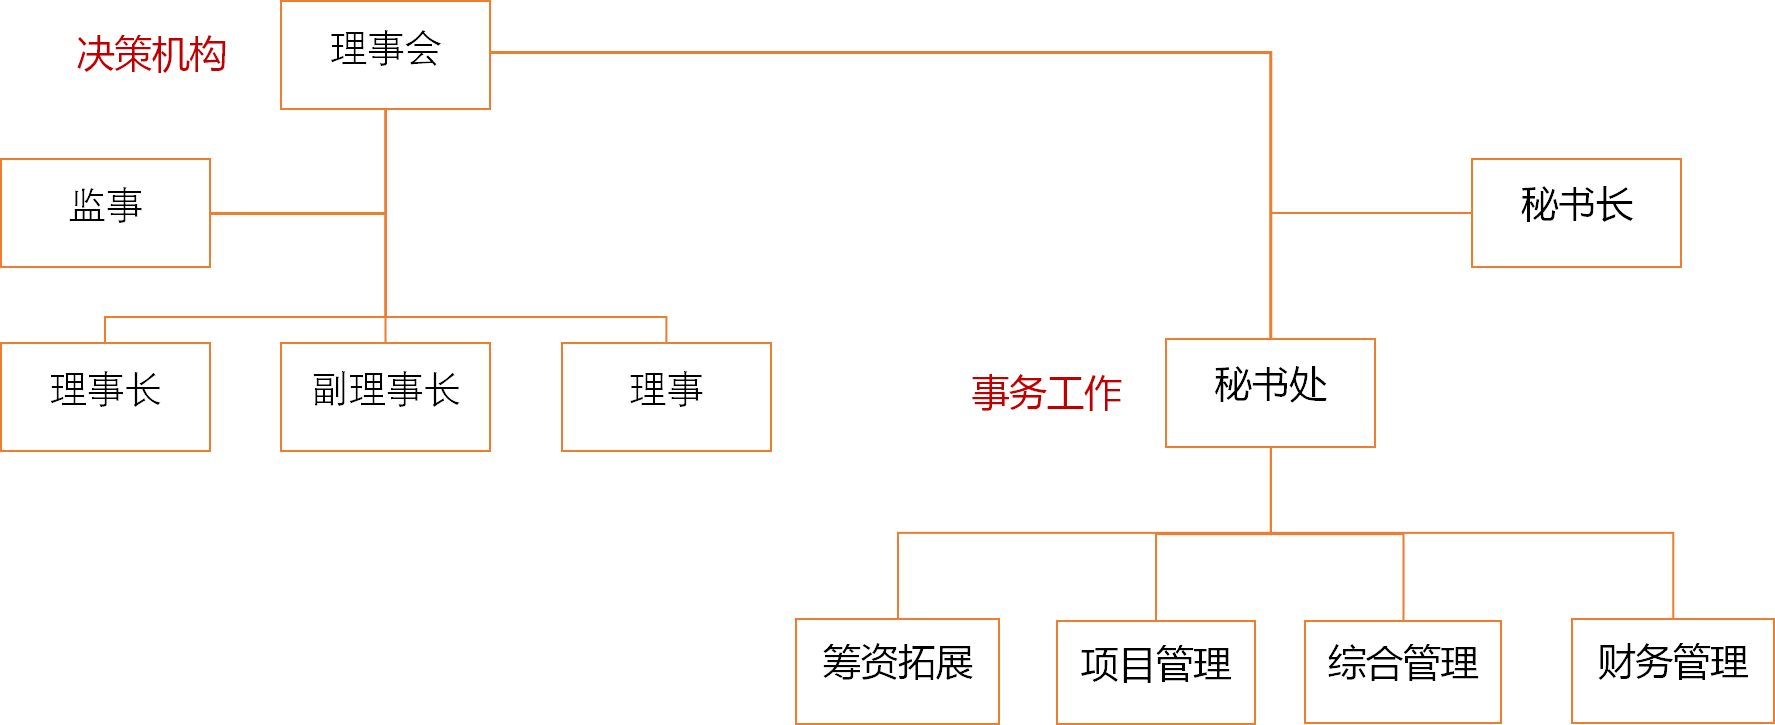 决策机构
理事会
监事
秘书长
理事长
副理事长
理事
事务工作
秘书处
筹资拓展
项目管理
综合管理
财务管理